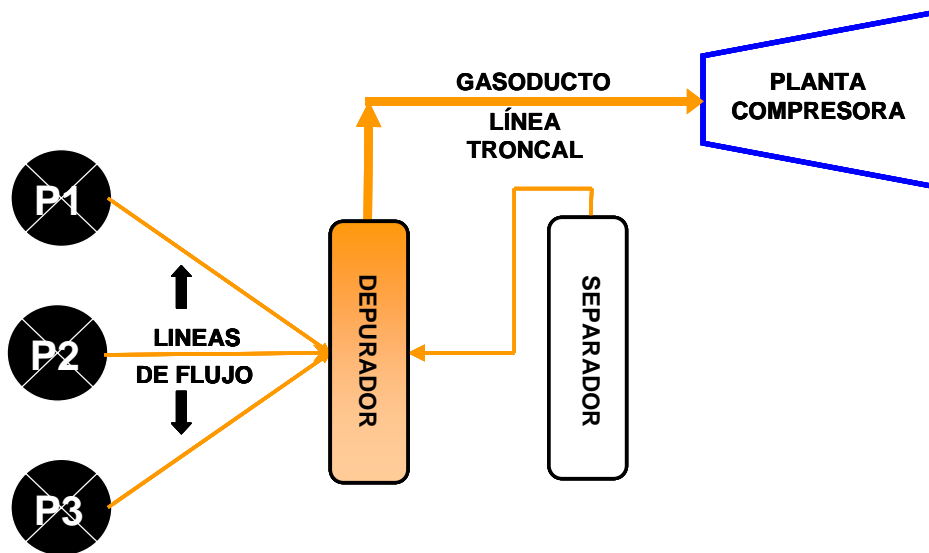 GASODUCTO
LÍNEA
TRONCAL
PLANTA
COMPRESORA
P1
LINEAS
DE FLUJO
P2
P3
DEPURADOR
SEPARADOR